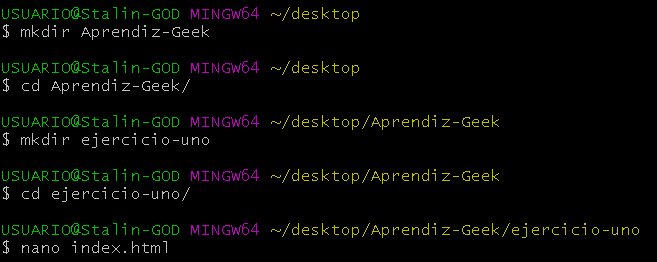 USUARIO@Stalin-GOD MINGW64 ~/desktop
$ mkdir Aprendiz-Geek
USUARIO@Stalin-GOD MINGW64 ~/desktop
$ cd Aprendiz-Geek/
USUARIO@Stalin-GOD MINGW64 ~/desktop/Aprendiz-Geek
$ mkdir ejercicio-uno
USUARIO@Stalin-GOD MINGW64 ~/desktop/Aprendiz-Geek
$ cd ejercicio-uno/
USUARIO@Stalin-GOD MINGW64 ~/desktop/Aprendiz-Geek/ejercicio-uno
$ nano index.html